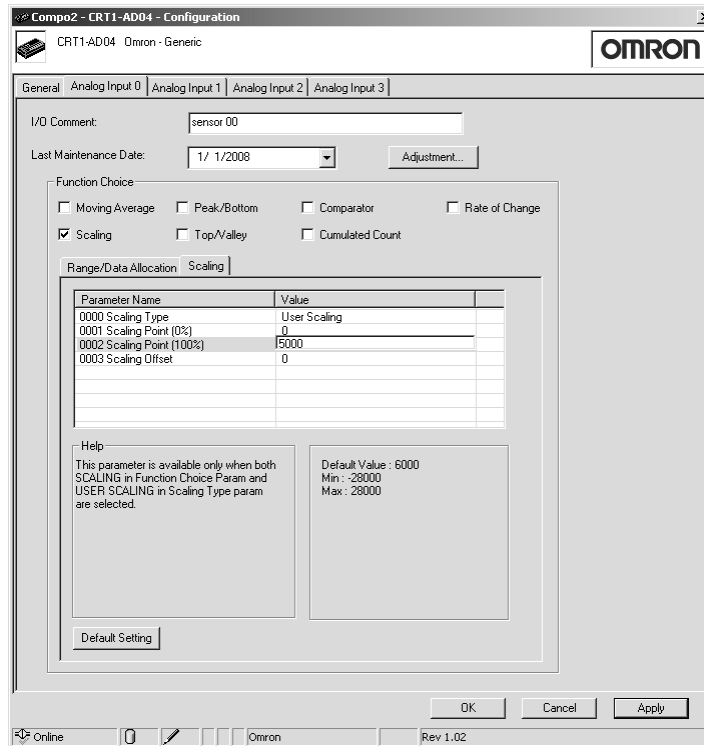 Compo2 - CRT1-AD04 - Configuration
CRT1-AD04 Omron - Generic
OMRON
General Analog Input 0 Analog Input 1 Analog Input 2 Analog Input 3
I/O Comment: sensor 00
Last Maintenance Date: 1/ 1/2008 Adjustment...
Function Choice
Moving Average Peak/Bottom Comparator Rate of Change
Scaling Top/Valley Cumulated Count
Range/Data Allocation Scaling
Parameter Name Value
0000 Scaling Type User Scaling
0001 Scaling Point (0%) 0
0002 Scaling Point (100%) 5000
0003 Scaling Offset 0
Help
This parameter is available only when both
SCALING in Function Choice Param and
USER SCALING in Scaling Type param
are selected.
Default Value : 6000
Min : -28000
Max : 28000
Default Setting
OK Cancel Apply
Online Omron Rev 1.02